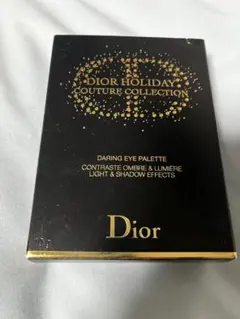 DIOR HOLIDAY
COUTURE COLLECTION
DARING EYE PALETTE
CONTRASTE OMBRE & LUMIÈRE
LIGHT & SHADOW EFFECTS
Dior